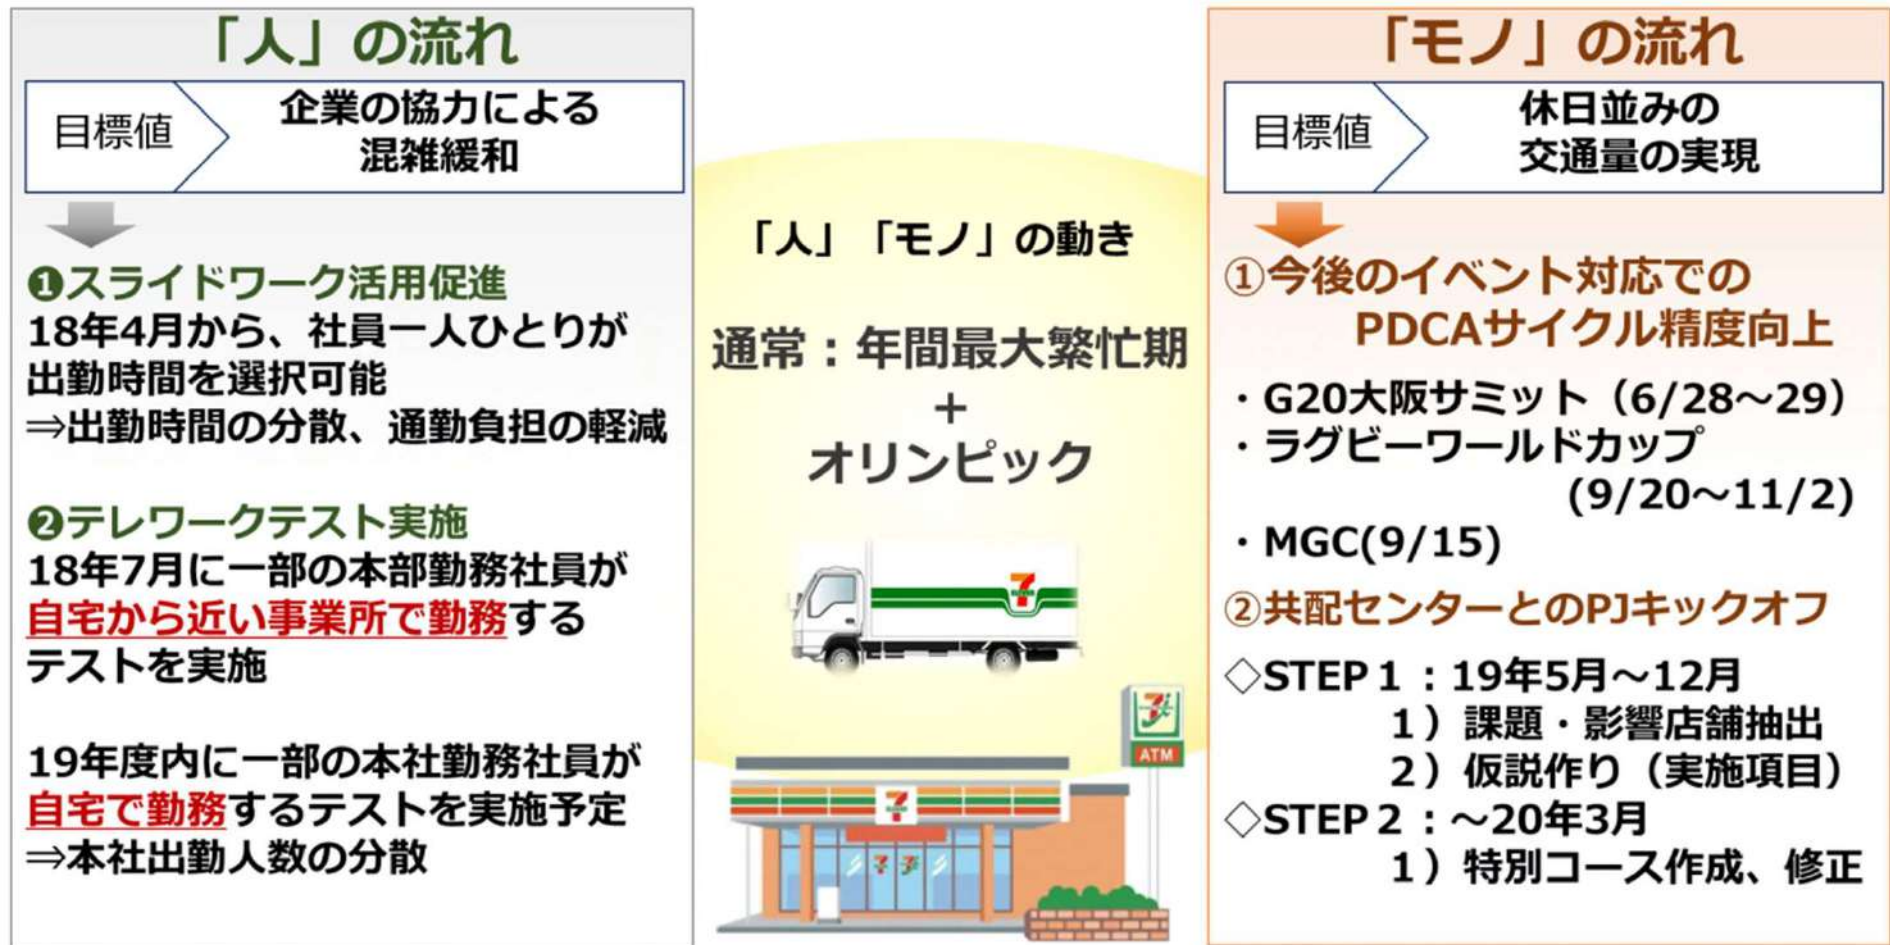 「人」の流れ
目標値
企業の協力による
混雑緩和
❶スライドワーク活用促進
18年4月から、社員一人ひとりが
出勤時間を選択可能
⇒出勤時間の分散、通勤負担の軽減
❷テレワークテスト実施
18年7月に一部の本部勤務社員が
自宅から近い事業所で勤務する
テストを実施
19年度内に一部の本社勤務社員が
自宅で勤務するテストを実施予定
⇒本社出勤人数の分散
「人」「モノ」の動き
通常：年間最大繁忙期
＋
オリンピック
7
ELEVEN
7
ATM
7
ELEVEN
7 7
「モノ」の流れ
目標値
休日並みの
交通量の実現
①今後のイベント対応での
PDCAサイクル精度向上
・G20大阪サミット（6/28～29）
・ラグビーワールドカップ
(9/20～11/2)
・MGC(9/15)
②共配センターとのPJキックオフ
◇STEP１：19年5月～12月
１）課題・影響店舗抽出
２）仮説作り（実施項目）
◇STEP２：～20年3月
１）特別コース作成、修正